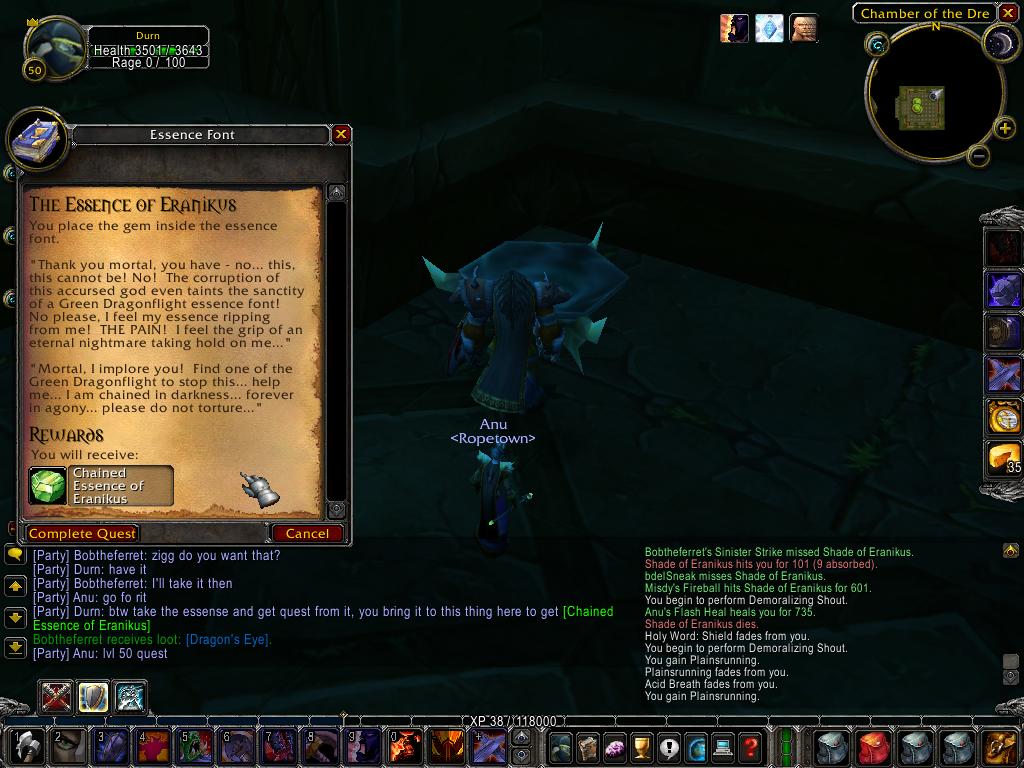 Durn
Health 3501 / 3643
Rage 0 / 100
50
Chamber of the Dre
N
Essence Font
The Essence of Eranikus
You place the gem inside the essence
font.
"Thank you mortal, you have - no... this,
this cannot be! No!  The corruption of
this accursed god even taints the sanctity
of a Green Dragonflight essence font!
No please, I feel my essence ripping
from me!  THE PAIN!  I feel the grip of an
eternal nightmare taking hold on me..."
"Mortal, I implore you!  Find one of the
Green Dragonflight to stop this... help
me... I am chained in darkness... forever
in agony... please do not torture..."
Rewards
You will receive:
Chained
Essence of
Eranikus
Complete Quest
Cancel
Anu
<Ropetown>
35
[Party] Bobtheferret: zigg do you want that?
[Party] Durn: have it
[Party] Bobtheferret: I'll take it then
[Party] Anu: go fo rit
[Party] Durn: btw take the essense and get quest from it, you bring it to this thing here to get [Chained
Essence of Eranikus]
Bobtheferret receives loot: [Dragon's Eye].
[Party] Anu: lvl 50 quest
Bobtheferret's Sinister Strike missed Shade of Eranikus.
Shade of Eranikus hits you for 101 (9 absorbed).
bdelSneak misses Shade of Eranikus.
Misdy's Fireball hits Shade of Eranikus for 601.
You begin to perform Demoralizing Shout.
Anu's Flash Heal heals you for 735.
Shade of Eranikus dies.
Holy Word: Shield fades from you.
You begin to perform Demoralizing Shout.
You gain Plainsrunning.
Plainsrunning fades from you.
Acid Breath fades from you.
You gain Plainsrunning.
XP 38 / 118000
1 2 3 4 5 6 7 8 9 0 - +